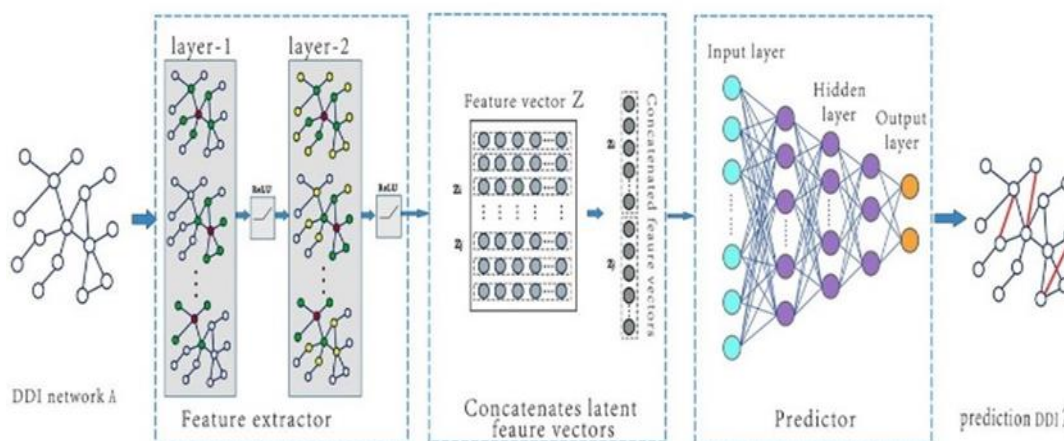 DDI network A
layer-1
layer-2
ReLU
ReLU
Feature extractor
Feature vector Z
Concatenated feaure vectors
Concatenates latent
feaure vectors
Input layer
Hidden
layer
Output
layer
Predictor
prediction DDI